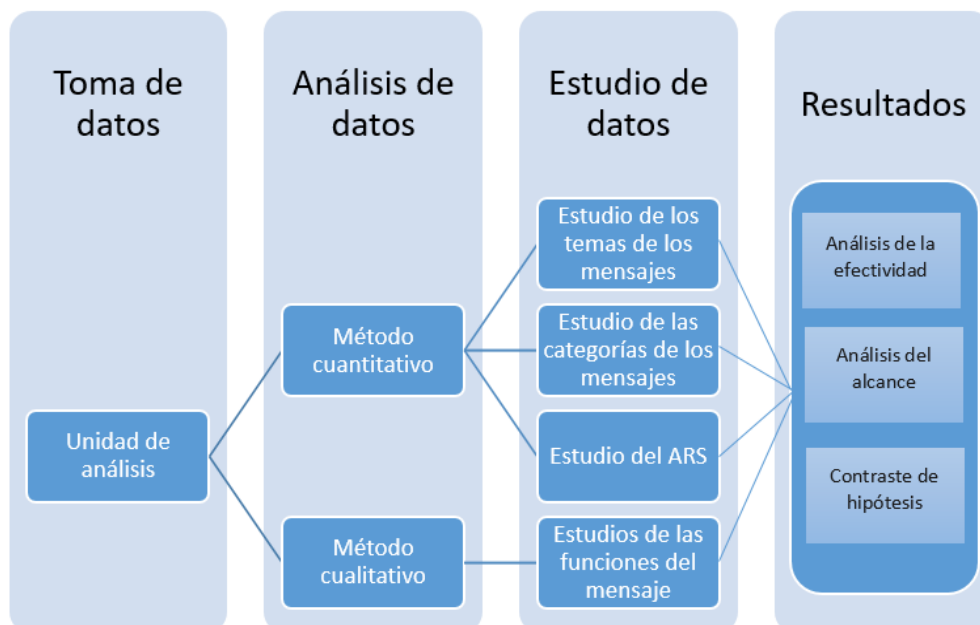 Toma de
datos
Unidad de
análisis
Análisis de
datos
Método
cuantitativo
Método
cualitativo
Estudio de
datos
Estudio de los
temas de los
mensajes
Estudio de las
categorías de los
mensajes
Estudio del ARS
Estudios de las
funciones del
mensaje
Resultados
Análisis de la
efectividad
Análisis del
alcance
Contraste de
hipótesis